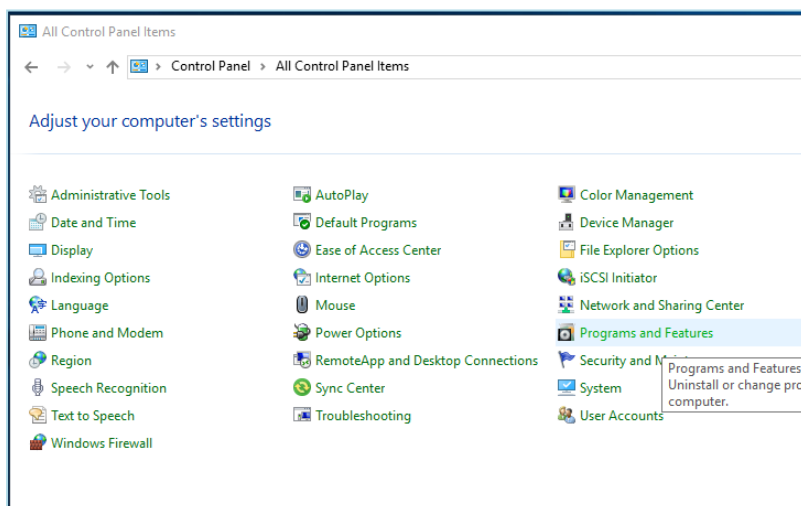 All Control Panel Items
Control Panel > All Control Panel Items
Adjust your computer's settings
Administrative Tools
AutoPlay
Color Management
Date and Time
Default Programs
Device Manager
Display
Ease of Access Center
File Explorer Options
Indexing Options
Internet Options
iSCSI Initiator
Language
Mouse
Network and Sharing Center
Phone and Modem
Power Options
Programs and Features
Region
RemoteApp and Desktop Connections
Security and
Programs and Features
Speech Recognition
Sync Center
System
Uninstall or change
computer.
Text to Speech
Troubleshooting
User Accounts
Windows Firewall